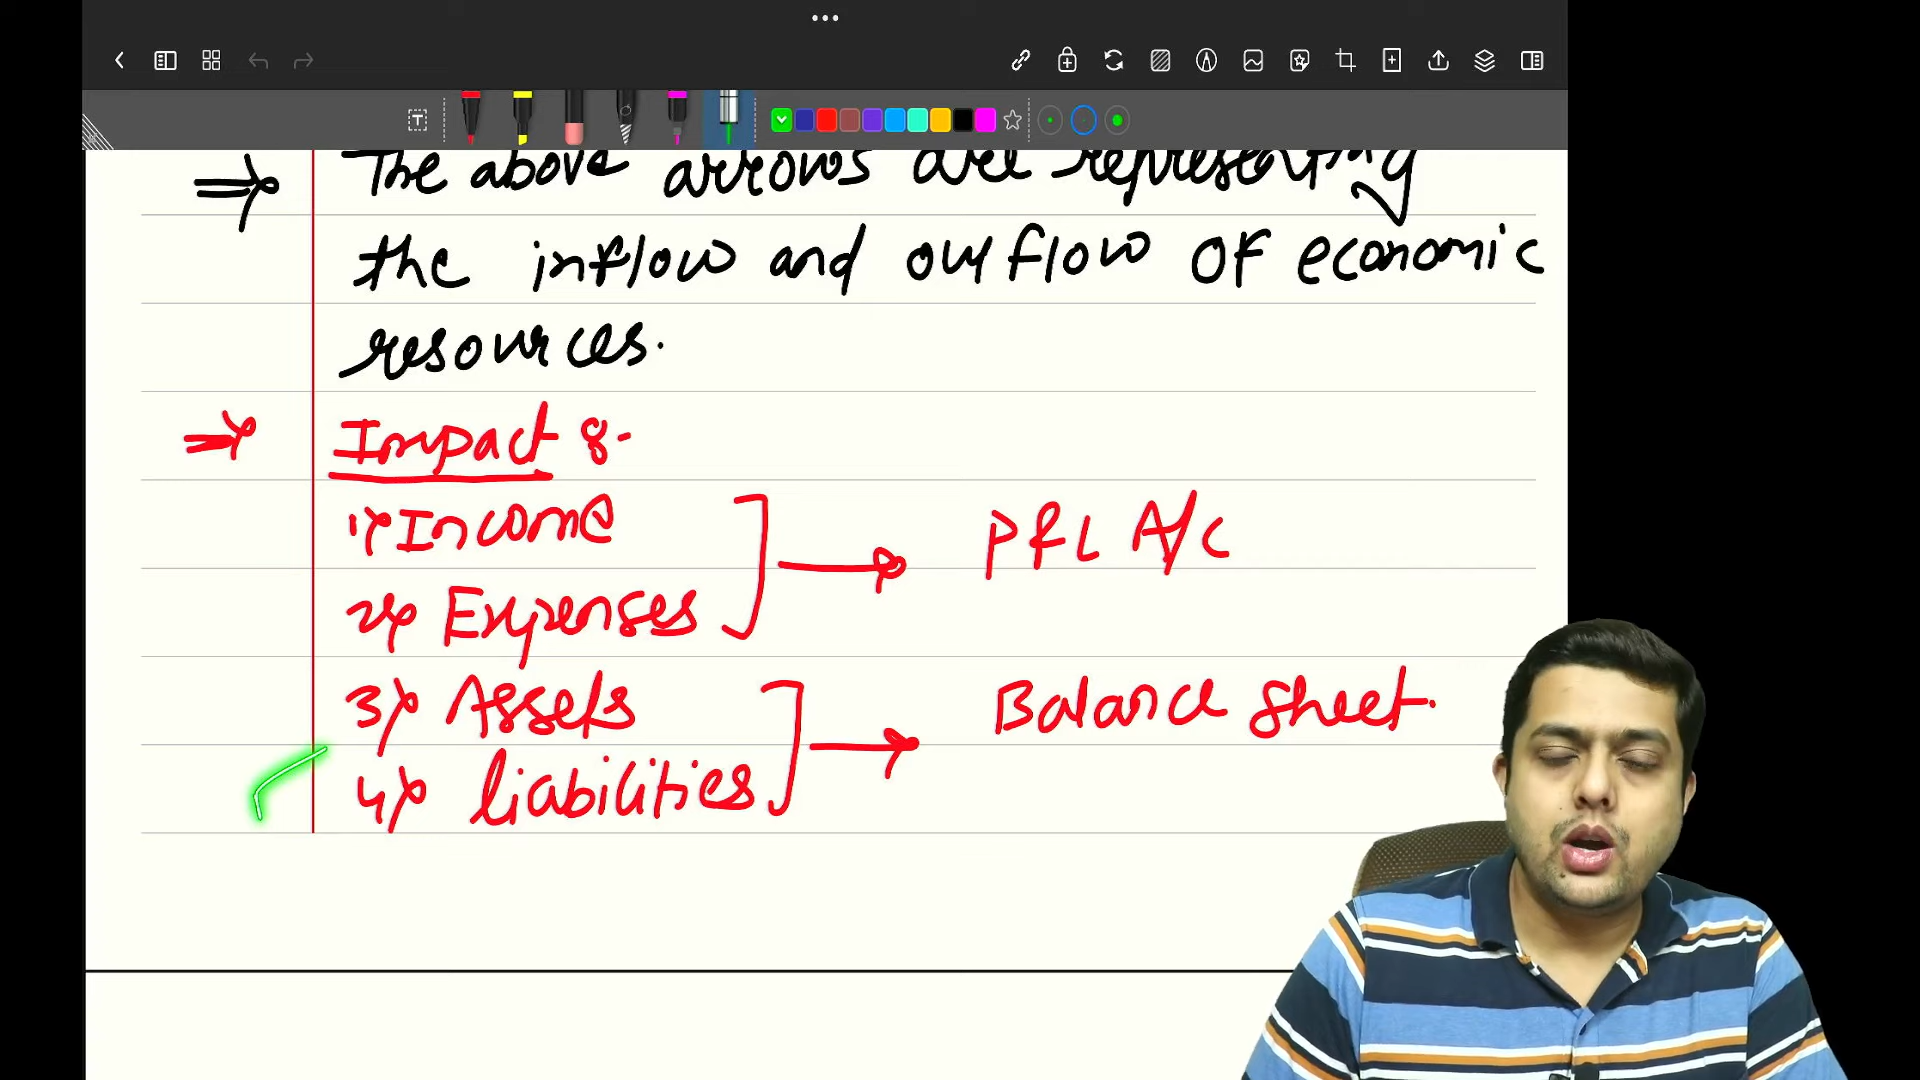 ⇒ The above arrows are representing
the inflow and outflow of economic
resources.
⇒ Impact :-
1) Income
2) Expenses
P&L A/c
3) Assets
4) liabilities
Balance sheet.